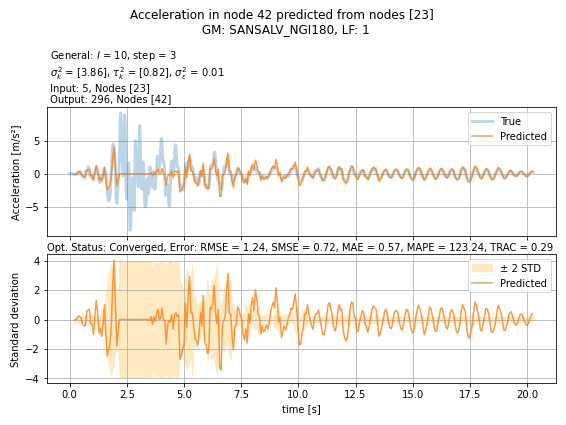 Acceleration in node 42 predicted from nodes [23]
GM: SANSALV_NGI180, LF: 1
General: l = 10, step = 3
σ²ₖ = [3.86], τ²ₖ = [0.82], σ²ε = 0.01
Input: 5, Nodes [23]
Output: 296, Nodes [42]
True
Predicted
Acceleration [m/s²]
5
0
−5
Opt. Status: Converged, Error: RMSE = 1.24, SMSE = 0.72, MAE = 0.57, MAPE = 123.24, TRAC = 0.29
± 2 STD
Predicted
Standard deviation
4
2
0
−2
−4
0.0 2.5 5.0 7.5 10.0 12.5 15.0 17.5 20.0
time [s]